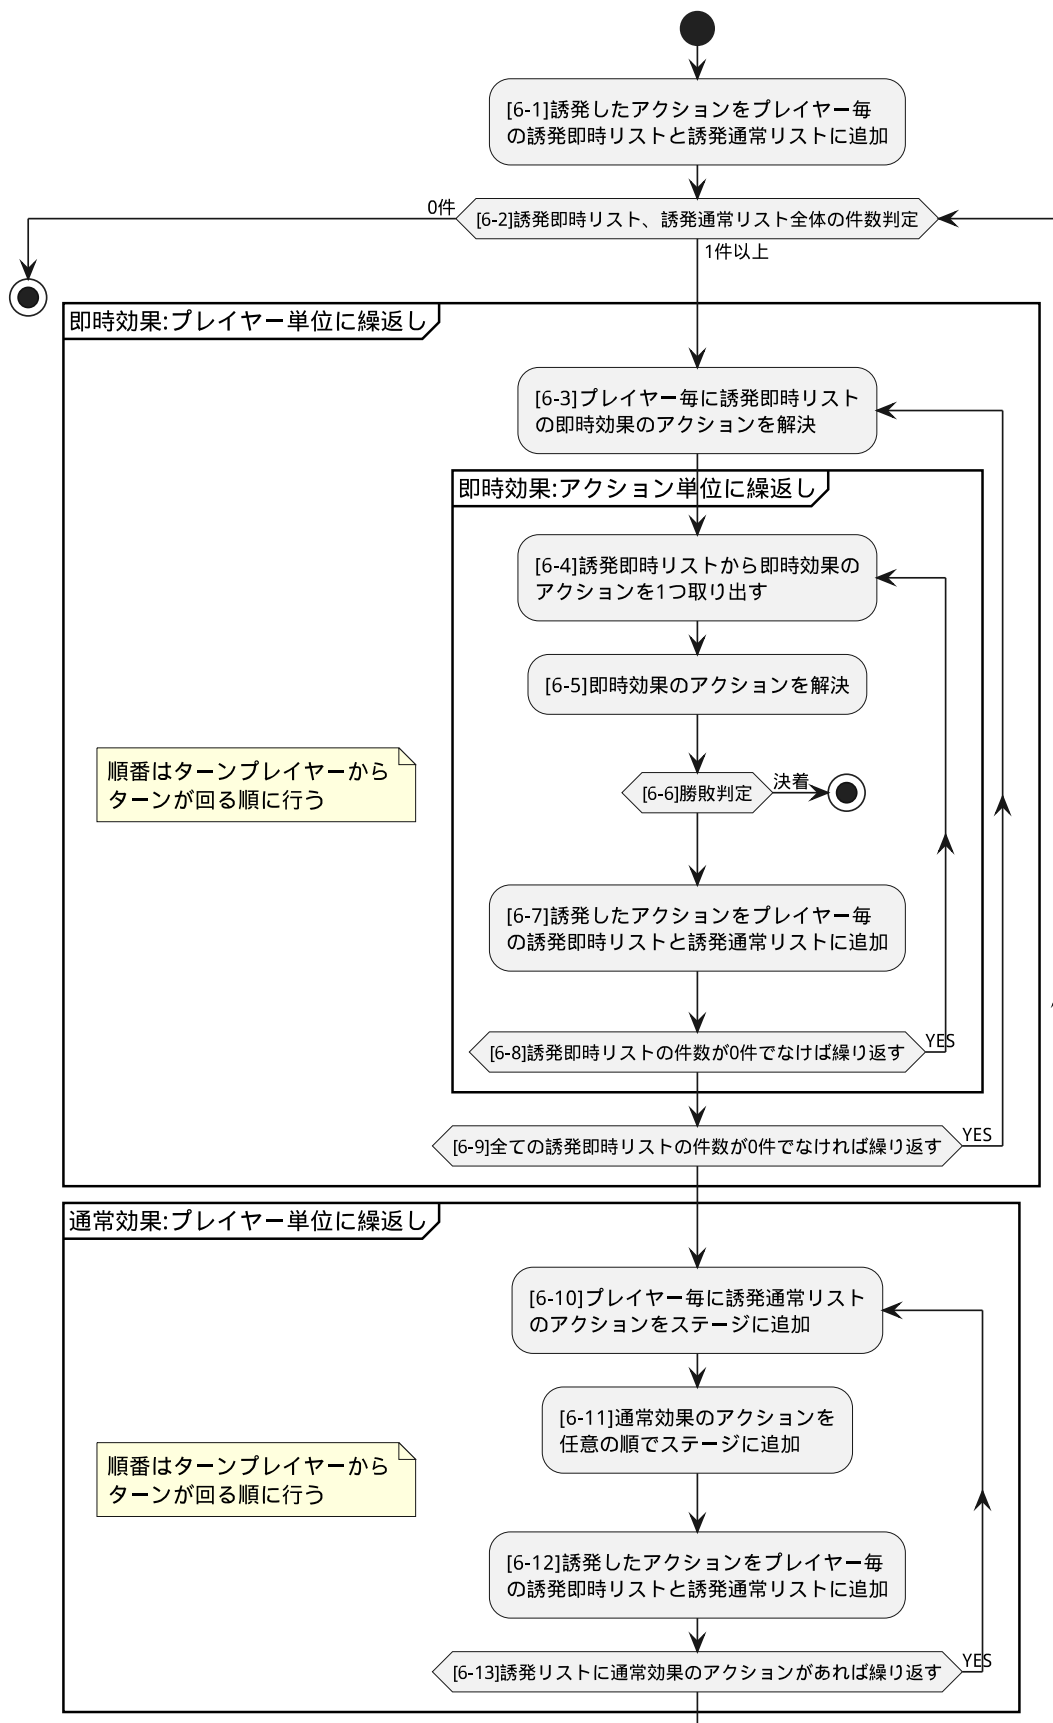 [6-1]誘発したアクションをプレイヤー毎
の誘発即時リストと誘発通常リストに追加
0件
[6-2]誘発即時リスト、誘発通常リスト全体の件数判定
1件以上
即時効果:プレイヤー単位に繰返し
[6-3]プレイヤー毎に誘発即時リスト
の即時効果のアクションを解決
即時効果:アクション単位に繰返し
[6-4]誘発即時リストから即時効果の
アクションを1つ取り出す
[6-5]即時効果のアクションを解決
順番はターンプレイヤーから
ターンが回る順に行う
[6-6]勝敗判定
決着
[6-7]誘発したアクションをプレイヤー毎
の誘発即時リストと誘発通常リストに追加
[6-8]誘発即時リストの件数が0件でなけば繰り返す
YES
[6-9]全ての誘発即時リストの件数が0件でなければ繰り返す
YES
通常効果:プレイヤー単位に繰返し
[6-10]プレイヤー毎に誘発通常リスト
のアクションをステージに追加
[6-11]通常効果のアクションを
任意の順でステージに追加
順番はターンプレイヤーから
ターンが回る順に行う
[6-12]誘発したアクションをプレイヤー毎
の誘発即時リストと誘発通常リストに追加
[6-13]誘発リストに通常効果のアクションがあれば繰り返す
YES